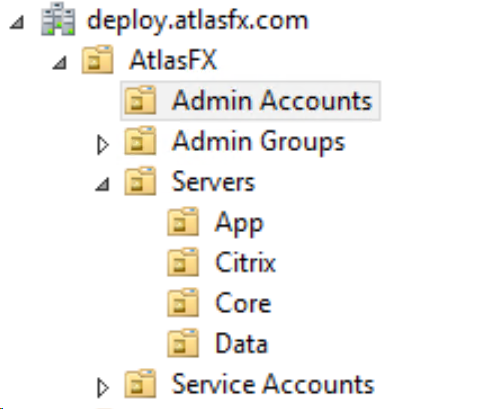 deploy.atlasfx.com
AtlasFX
Admin Accounts
Admin Groups
Servers
App
Citrix
Core
Data
Service Accounts